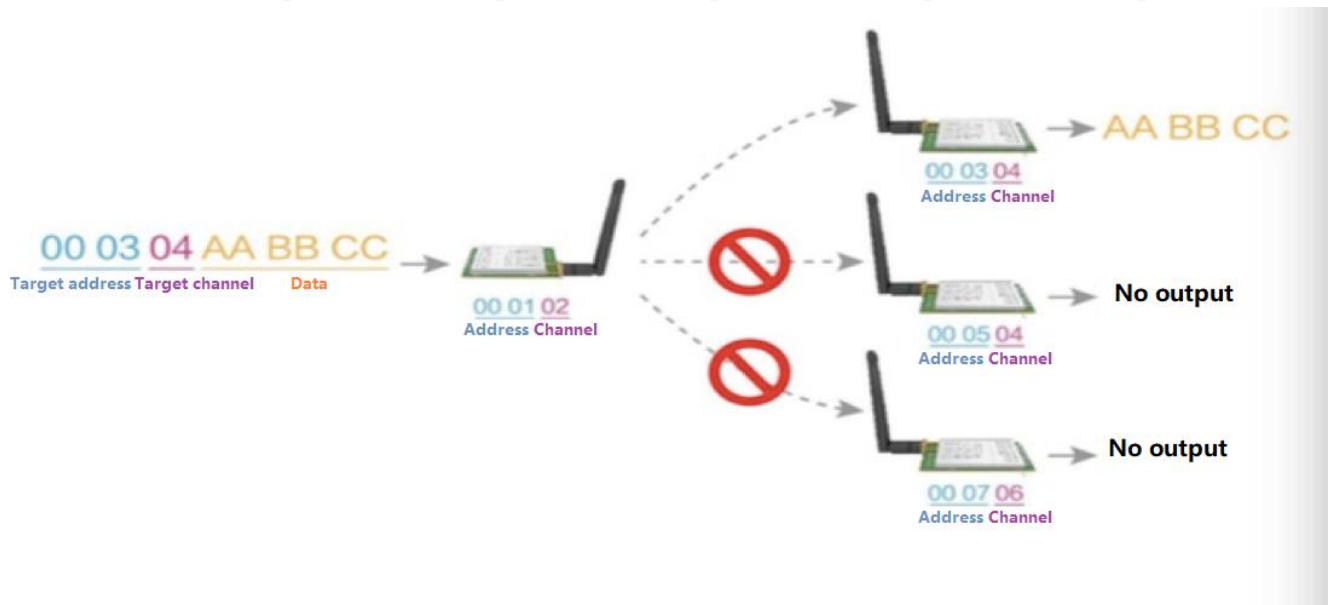 00 03 04 AA BB CC
Target address Target channel Data
00 01 02
Address Channel
AA BB CC
00 03 04
Address Channel
No output
00 05 04
Address Channel
No output
00 07 06
Address Channel